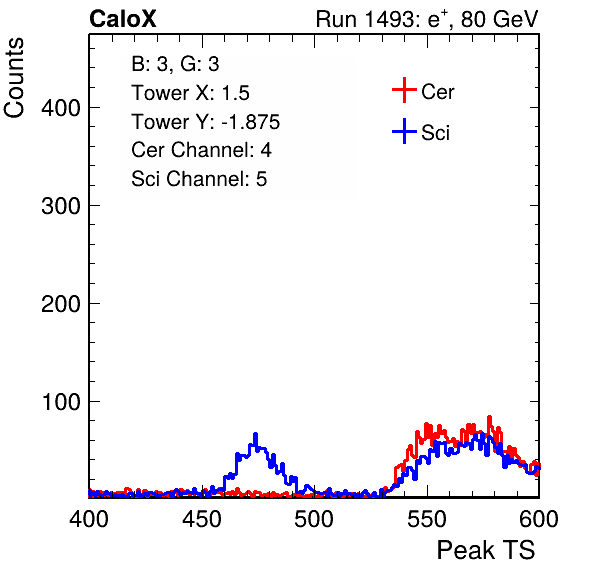 CaloX Run 1493: e⁺, 80 GeV
Counts
B: 3, G: 3
Tower X: 1.5
Tower Y: -1.875
Cer Channel: 4
Sci Channel: 5
Cer
Sci
400
300
200
100
400 450 500 550 600
Peak TS